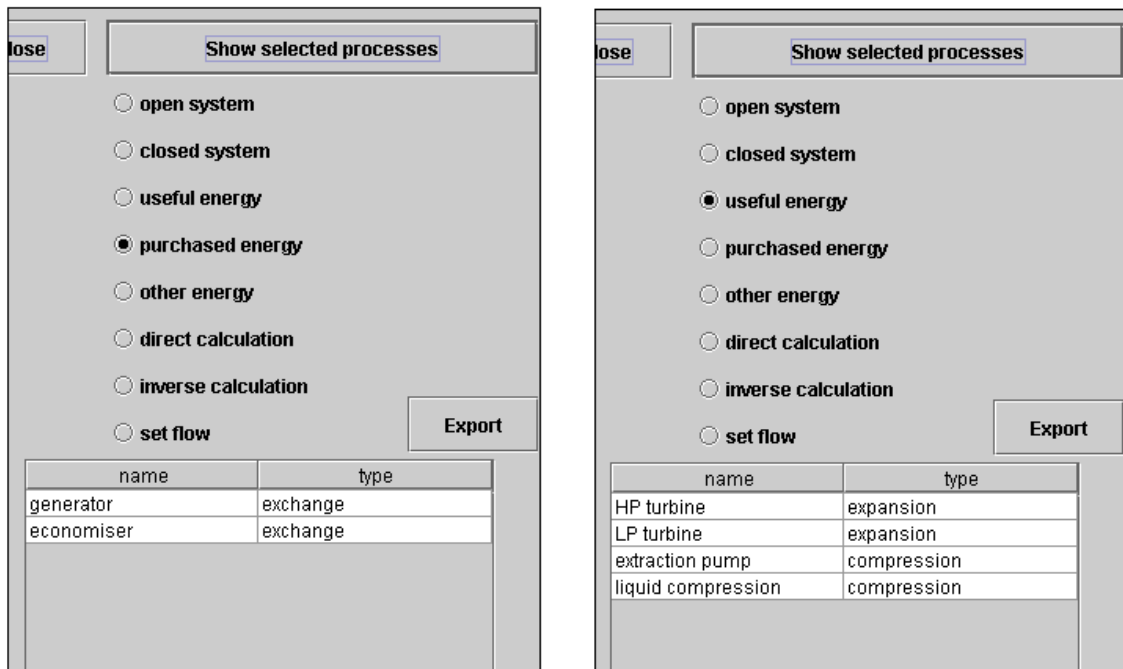 lose Show selected processes
open system
closed system
useful energy
purchased energy
other energy
direct calculation
inverse calculation
set flow
Export
name type
generator exchange
economiser exchange
lose Show selected processes
open system
closed system
useful energy
purchased energy
other energy
direct calculation
inverse calculation
set flow
Export
name type
HP turbine expansion
LP turbine expansion
extraction pump compression
liquid compression compression